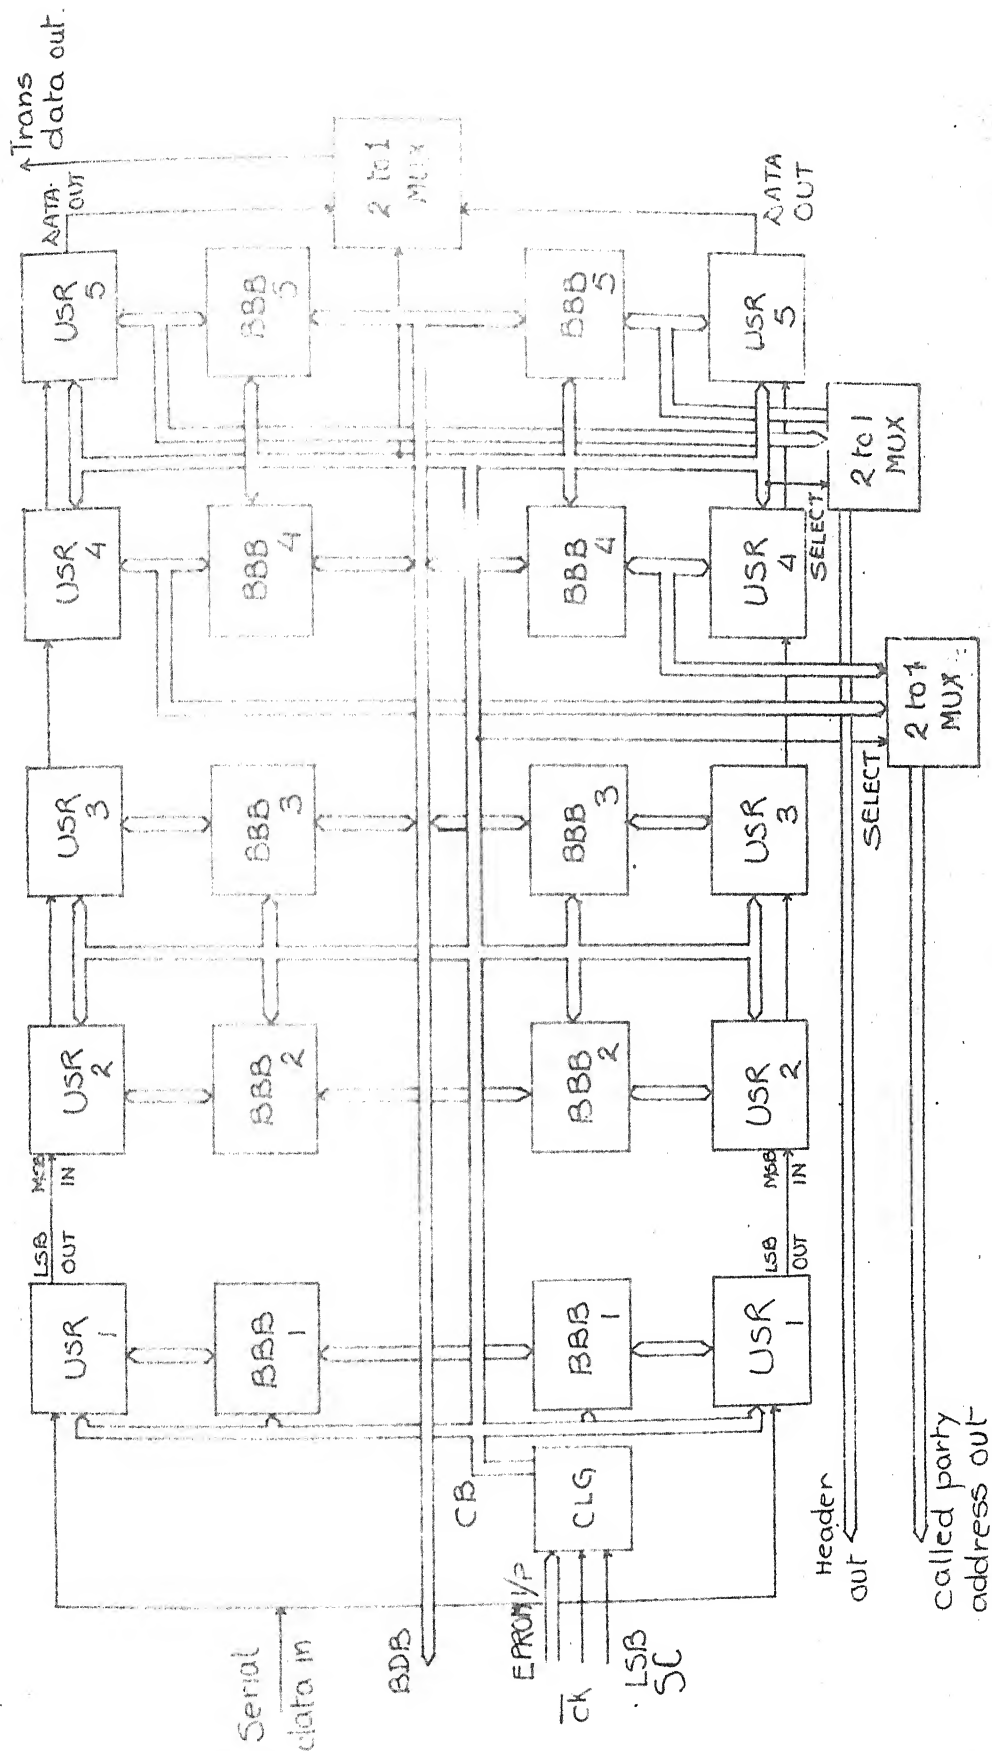 Trans
data out.
DATA
OUT
USR
5
USR
4
USR
3
USR
2
MSB
IN
LSB
OUT
USR
1
BBB
5
BBB
4
BBB
3
BBB
2
BBB
1
2 to 1
MUX
Serial
data in
BDB
CB
BBB
5
BBB
4
BBB
3
BBB
2
BBB
1
CLG
EPROM I/P
CK
LSB
SC
DATA
OUT
USR
5
USR
4
USR
3
USR
2
MSB
IN
LSB
OUT
USR
1
2 to 1
MUX
SELECT
Header
out
2 to 1
MUX
SELECT
called party
address out